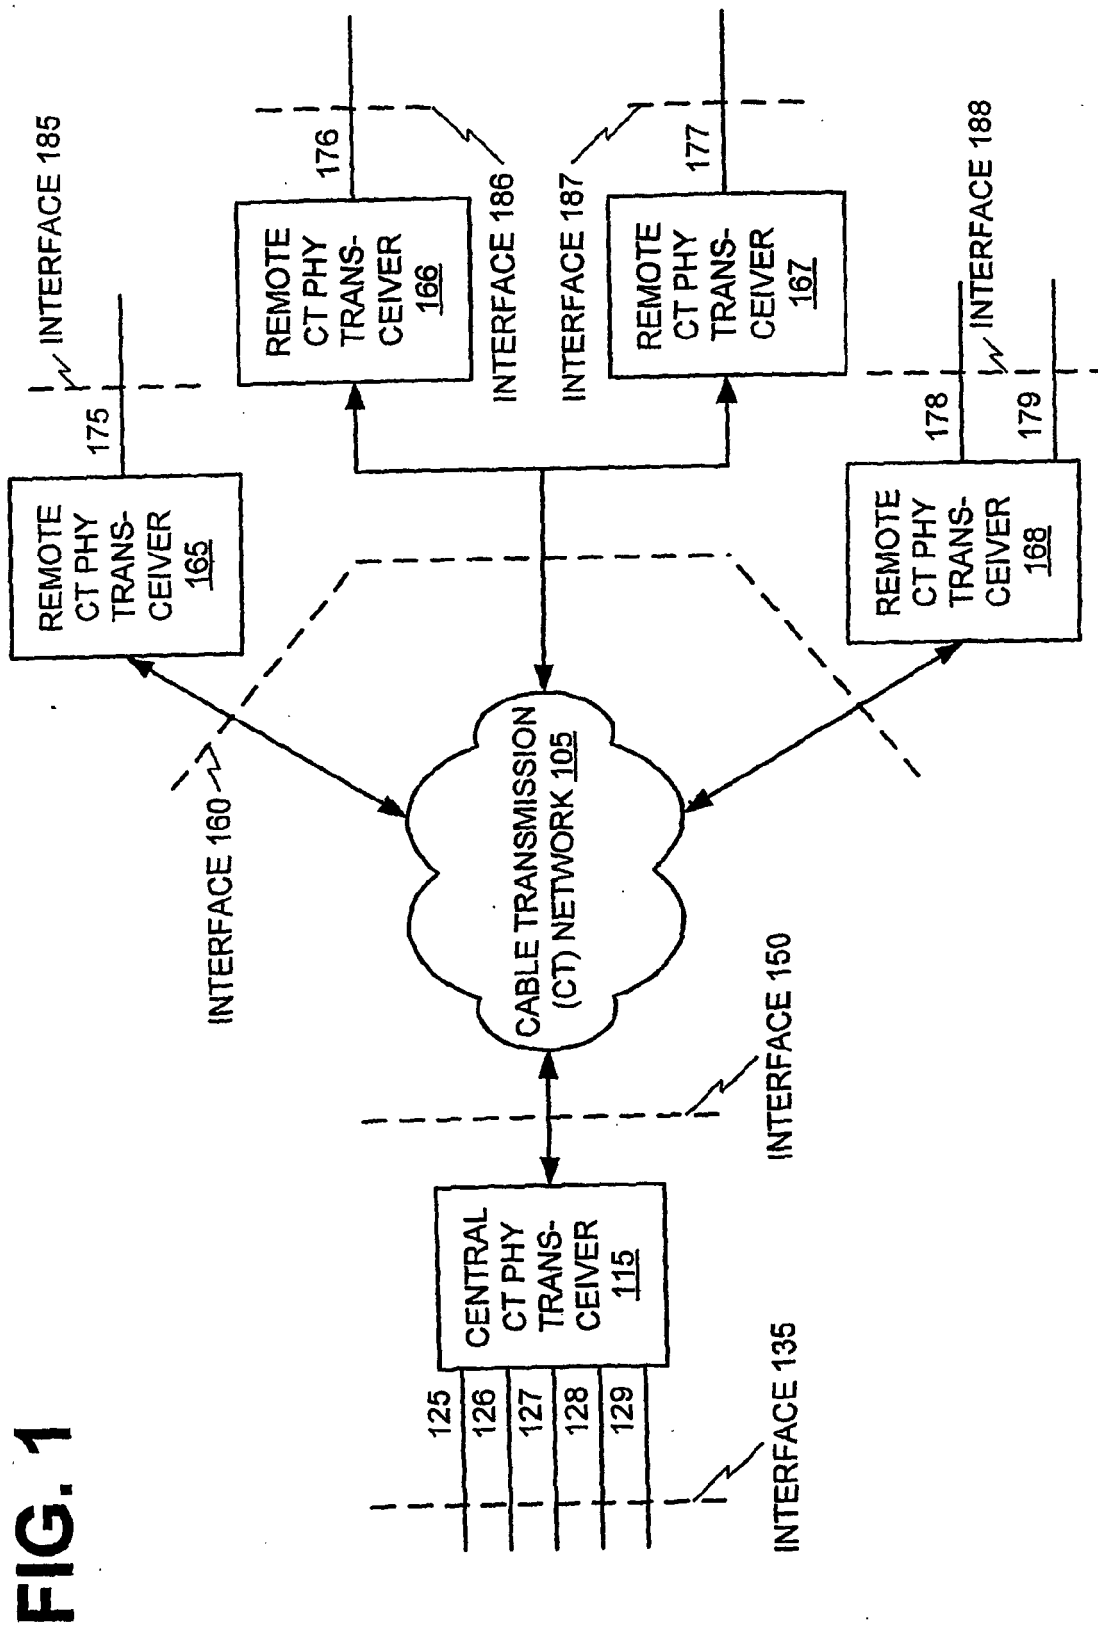 FIG. 1
125
126
127
128
129
INTERFACE 135
CENTRAL
CT PHY
TRANS-
CEIVER
115
INTERFACE 150
CABLE TRANSMISSION
(CT) NETWORK 105
INTERFACE 160
REMOTE
CT PHY
TRANS-
CEIVER
165
175
INTERFACE 185
REMOTE
CT PHY
TRANS-
CEIVER
166
176
INTERFACE 186
INTERFACE 187
REMOTE
CT PHY
TRANS-
CEIVER
167
177
REMOTE
CT PHY
TRANS-
CEIVER
168
178
179
INTERFACE 188